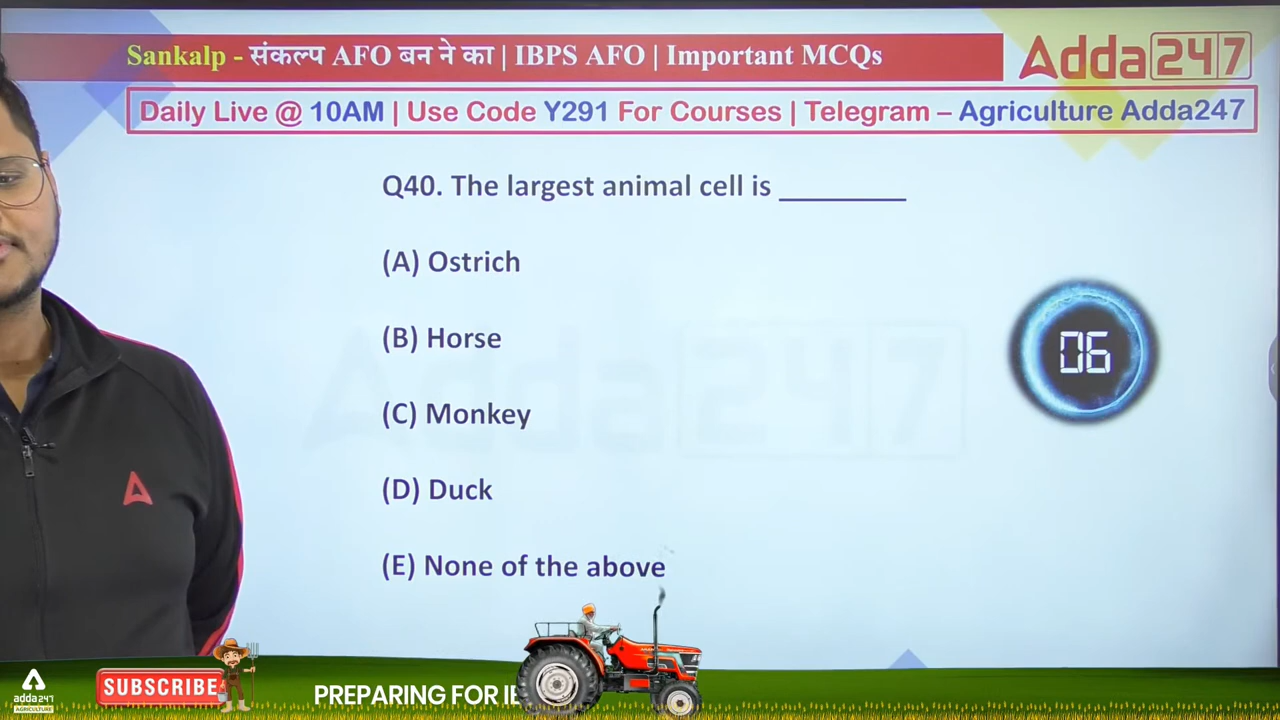 Sankalp - संकल्प AFO बन ने का | IBPS AFO | Important MCQs
Adda247
Daily Live @ 10AM | Use Code Y291 For Courses | Telegram – Agriculture Adda247
Q40. The largest animal cell is ________
(A) Ostrich
(B) Horse
(C) Monkey
(D) Duck
(E) None of the above
06
Adda247
adda247
AGRICULTURE
SUBSCRIBE
PREPARING FOR